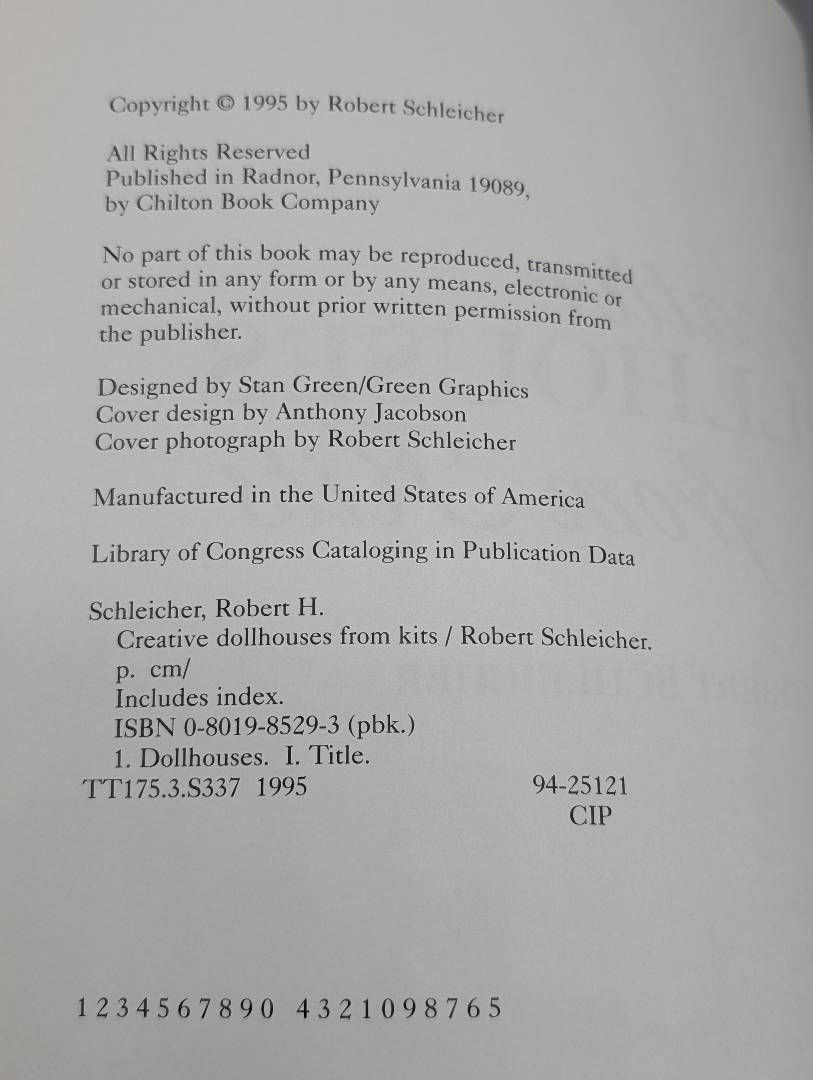 Copyright © 1995 by Robert Schleicher
All Rights Reserved
Published in Radnor, Pennsylvania 19089,
by Chilton Book Company
No part of this book may be reproduced, transmitted
or stored in any form or by any means, electronic or
mechanical, without prior written permission from
the publisher.
Designed by Stan Green/Green Graphics
Cover design by Anthony Jacobson
Cover photograph by Robert Schleicher
Manufactured in the United States of America
Library of Congress Cataloging in Publication Data
Schleicher, Robert H.
Creative dollhouses from kits / Robert Schleicher.
p. cm/
Includes index.
ISBN 0-8019-8529-3 (pbk.)
1. Dollhouses. I. Title.
TT175.3.S337 1995 94-25121
CIP
1 2 3 4 5 6 7 8 9 0 4 3 2 1 0 9 8 7 6 5